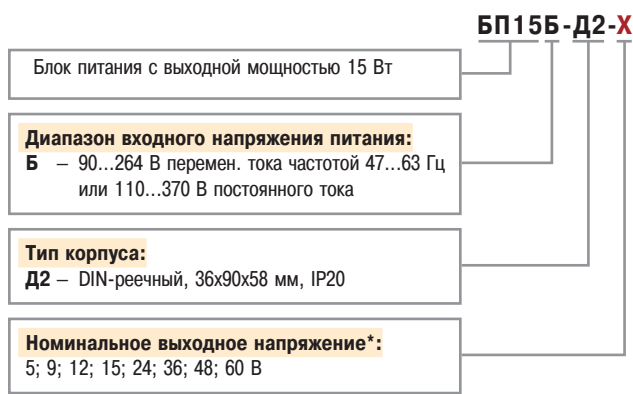 БП15Б-Д2-Х
Блок питания с выходной мощностью 15 Вт
Диапазон входного напряжения питания:
Б – 90...264 В перемен. тока частотой 47...63 Гц
или 110...370 В постоянного тока
Тип корпуса:
Д2 – DIN-реечный, 36х90х58 мм, IP20
Номинальное выходное напряжение*:
5; 9; 12; 15; 24; 36; 48; 60 В